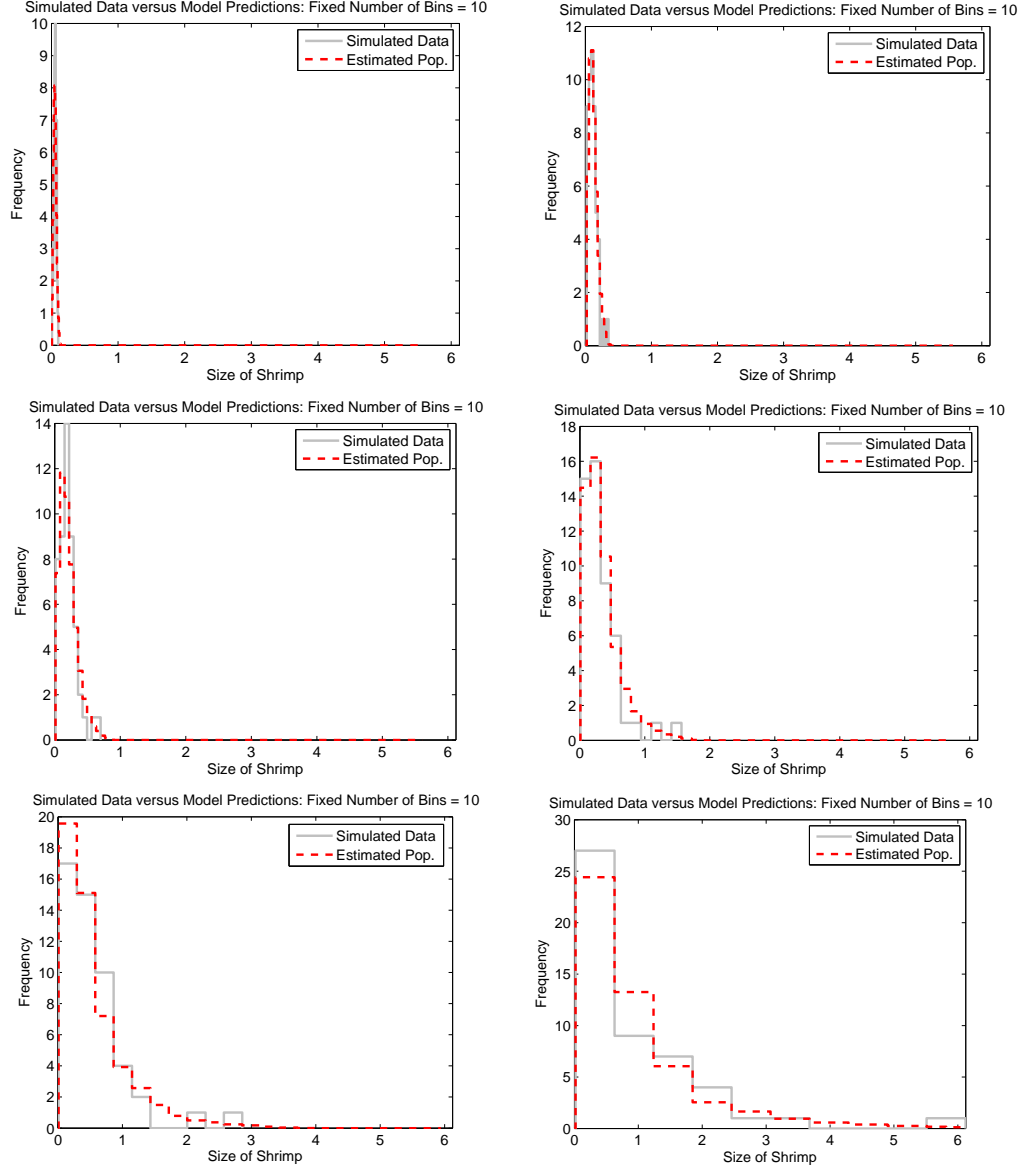 Simulated Data versus Model Predictions: Fixed Number of Bins = 10
10
9
8
7
6
5
4
3
2
1
0
Frequency
Simulated Data
Estimated Pop.
0 1 2 3 4 5 6
Size of Shrimp
Simulated Data versus Model Predictions: Fixed Number of Bins = 10
12
10
8
6
4
2
0
Frequency
Simulated Data
Estimated Pop.
0 1 2 3 4 5 6
Size of Shrimp
Simulated Data versus Model Predictions: Fixed Number of Bins = 10
14
12
10
8
6
4
2
0
Frequency
Simulated Data
Estimated Pop.
0 1 2 3 4 5 6
Size of Shrimp
Simulated Data versus Model Predictions: Fixed Number of Bins = 10
18
16
14
12
10
8
6
4
2
0
Frequency
Simulated Data
Estimated Pop.
0 1 2 3 4 5 6
Size of Shrimp
Simulated Data versus Model Predictions: Fixed Number of Bins = 10
20
18
16
14
12
10
8
6
4
2
0
Frequency
Simulated Data
Estimated Pop.
0 1 2 3 4 5 6
Size of Shrimp
Simulated Data versus Model Predictions: Fixed Number of Bins = 10
30
25
20
15
10
5
0
Frequency
Simulated Data
Estimated Pop.
0 1 2 3 4 5 6
Size of Shrimp